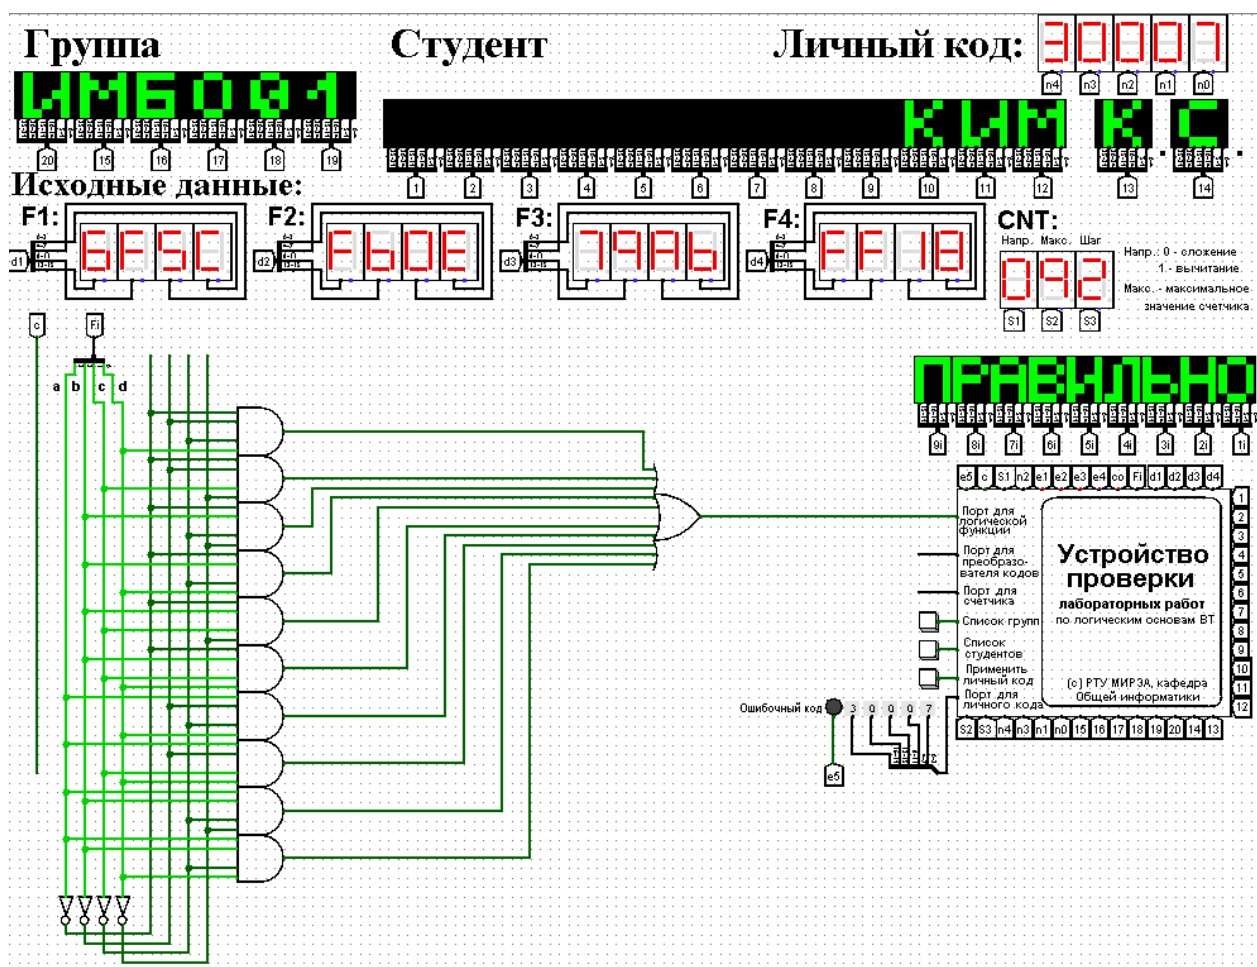 Группа Студент Личный код: 30007
n4 n3 n2 n1 n0
ИМБО01
КИМ К . С .
20 15 16 17 18 19
1 2 3 4 5 6 7 8 9 10 11 12 13 14
Исходные данные:
F1: F2: F3: F4: CNT:
Напр. Макс. Шаг
d1 d2 d3 d4
092
Напр.: 0 - сложение
1 - вычитание
Макс. - максимальное
значение счетчика
S1 S2 S3
c Fi
a b c d
ПРАВИЛЬНО
9i 8i 7i 6i 5i 4i 3i 2i 1i
e5 c S1 n2 e1 e2 e3 e4 co Fi d1 d2 d3 d4
Порт для
логической
функции
Порт для
преобразо-
вателя кодов
Порт для
счетчика
Список групп
Список
студентов
Применить
личный код
Порт для
личного кода
Устройство
проверки
лабораторных работ
по логическим основам ВТ
(с) РТУ МИРЭА, кафедра
Общей информатики
1
2
3
4
5
6
7
8
9
10
11
12
Ошибочный код 3 0 0 0 7
S2 S3 n4 n3 n1 n0 15 16 17 18 19 20 14 13
e5